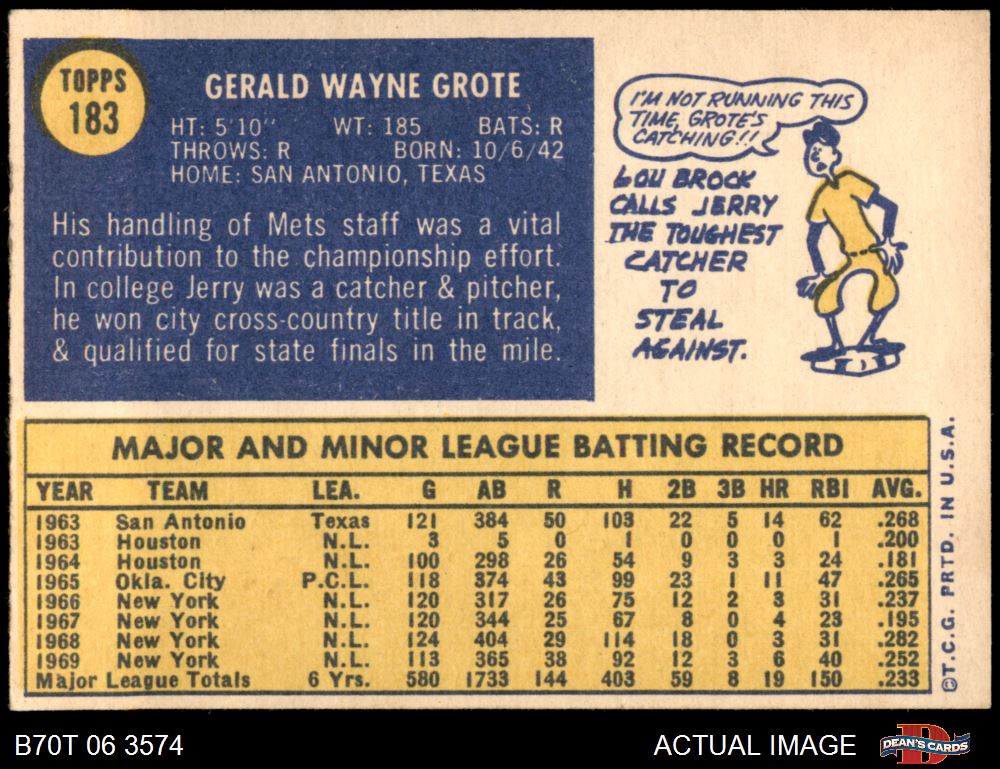 TOPPS
183
GERALD WAYNE GROTE
HT: 5'10" WT: 185 BATS: R
THROWS: R BORN: 10/6/42
HOME: SAN ANTONIO, TEXAS
His handling of Mets staff was a vital
contribution to the championship effort.
In college Jerry was a catcher & pitcher,
he won city cross-country title in track,
& qualified for state finals in the mile.
I'M NOT RUNNING THIS
TIME, GROTE'S
CATCHING!!
LOU BROCK
CALLS JERRY
THE TOUGHEST
CATCHER
TO
STEAL
AGAINST.
MAJOR AND MINOR LEAGUE BATTING RECORD
YEAR TEAM LEA. G AB R H 2B 3B HR RBI AVG.
1963 San Antonio Texas 121 384 50 103 22 5 14 62 .268
1963 Houston N.L. 3 5 0 1 0 0 0 1 .200
1964 Houston N.L. 100 298 26 54 9 3 3 24 .181
1965 Okla. City P.C.L. 118 374 43 99 23 1 11 47 .265
1966 New York N.L. 120 317 26 75 12 2 3 31 .237
1967 New York N.L. 120 344 25 67 8 0 4 23 .195
1968 New York N.L. 124 404 29 114 18 0 3 31 .282
1969 New York N.L. 113 365 38 92 12 3 6 40 .252
Major League Totals 6 Yrs. 580 1733 144 403 59 8 19 150 .233
©T.C.G. PRTD. IN U.S.A.
B70T 06 3574
ACTUAL IMAGE
D
DEAN'S CARDS